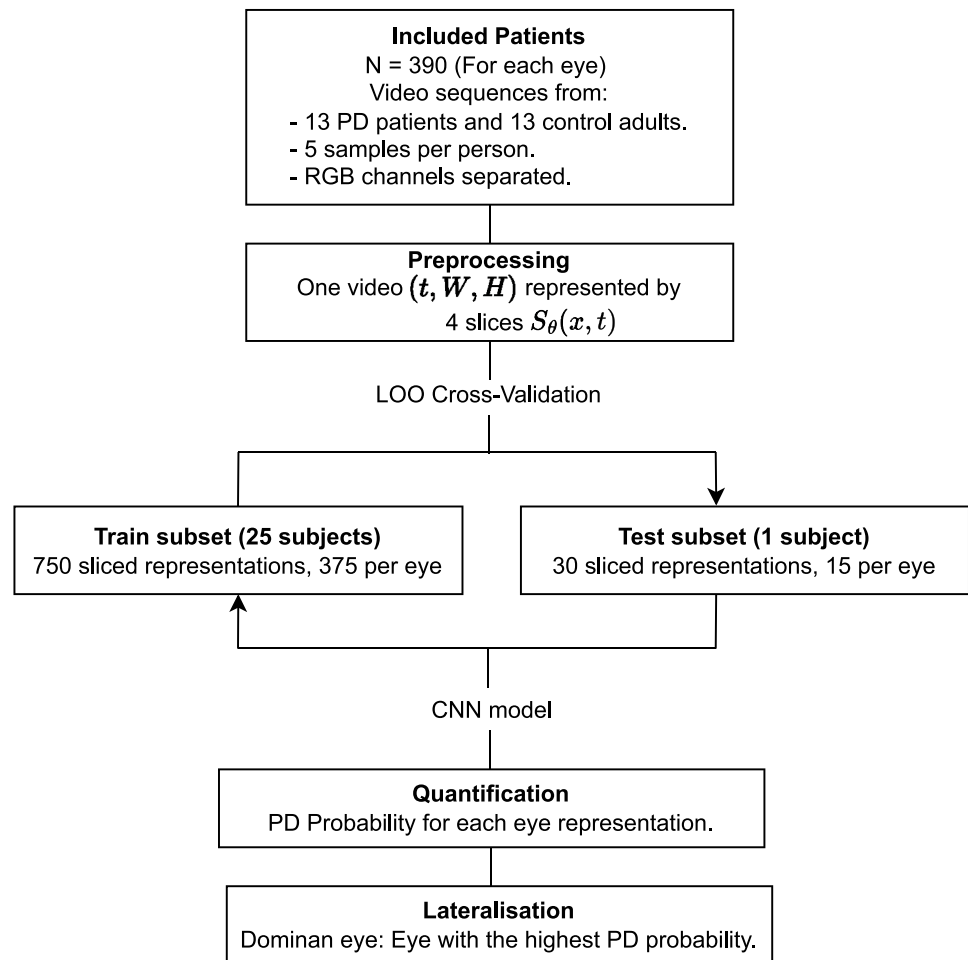 Included Patients
N = 390 (For each eye)
Video sequences from:
- 13 PD patients and 13 control adults.
- 5 samples per person.
- RGB channels separated.
Preprocessing
One video (t, W, H) represented by
4 slices S_θ(x, t)
LOO Cross-Validation
Train subset (25 subjects)
750 sliced representations, 375 per eye
Test subset (1 subject)
30 sliced representations, 15 per eye
CNN model
Quantification
PD Probability for each eye representation.
Lateralisation
Dominan eye: Eye with the highest PD probability.